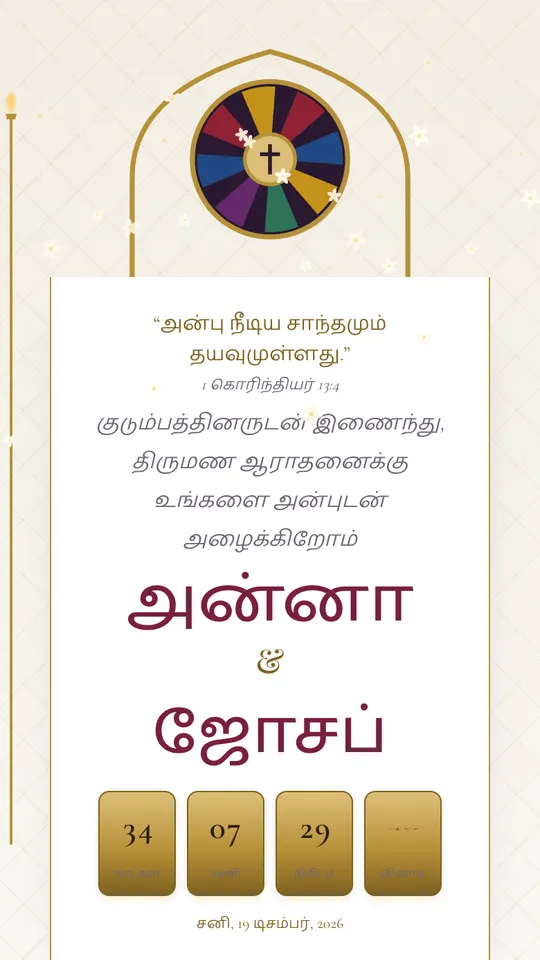 “அன்பு நீடிய சாந்தமும்
தயவுமுள்ளது.”
1 கொரிந்தியர் 13:4
குடும்பத்தினருடன் இணைந்து,
திருமண ஆராதனைக்கு
உங்களை அன்புடன்
அழைக்கிறோம்
அன்னா
&
ஜோசப்
34 07 29
சனி, 19 டிசம்பர், 2026